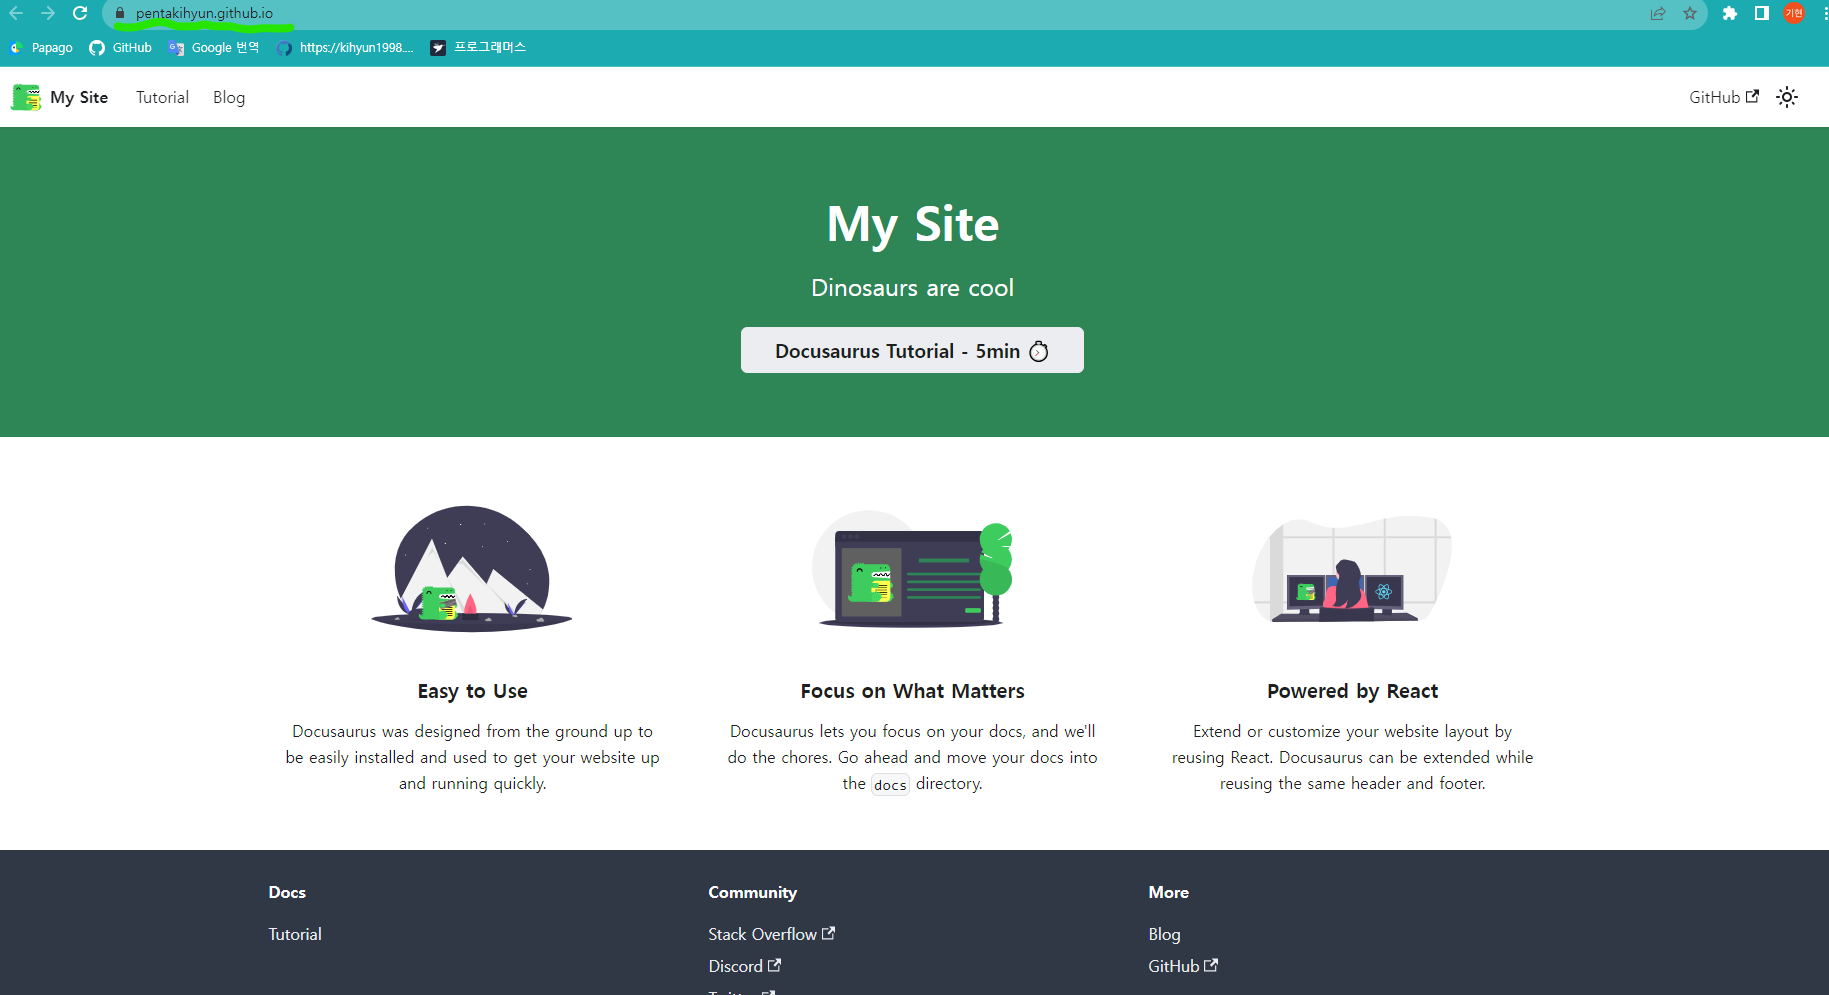 pentakihyun.github.io
기현
Papago GitHub Google 번역 https://kihyun1998.... 프로그래머스
My Site Tutorial Blog GitHub
My Site
Dinosaurs are cool
Docusaurus Tutorial - 5min
Easy to Use
Docusaurus was designed from the ground up to
be easily installed and used to get your website up
and running quickly.
Focus on What Matters
Docusaurus lets you focus on your docs, and we'll
do the chores. Go ahead and move your docs into
the docs directory.
Powered by React
Extend or customize your website layout by
reusing React. Docusaurus can be extended while
reusing the same header and footer.
Docs
Tutorial
Community
Stack Overflow
Discord
More
Blog
GitHub